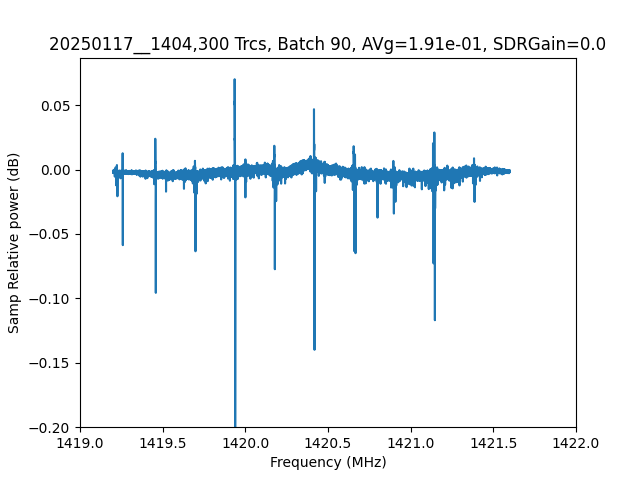 20250117__1404,300 Trcs, Batch 90, AVg=1.91e-01, SDRGain=0.0
Samp Relative power (dB)
0.05
0.00
−0.05
−0.10
−0.15
−0.20
1419.0 1419.5 1420.0 1420.5 1421.0 1421.5 1422.0
Frequency (MHz)